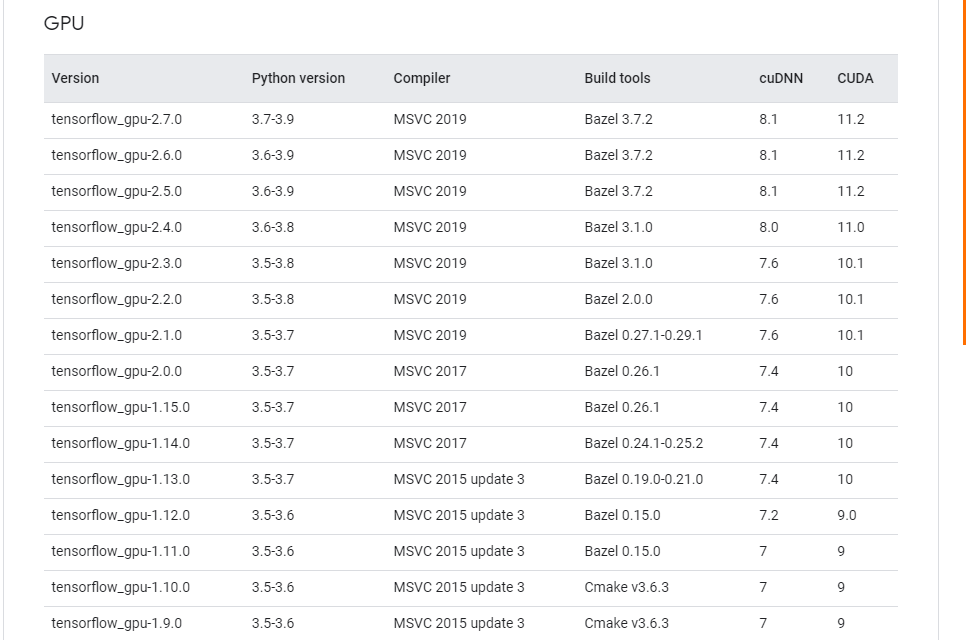 GPU
Version Python version Compiler Build tools cuDNN CUDA
tensorflow_gpu-2.7.0 3.7-3.9 MSVC 2019 Bazel 3.7.2 8.1 11.2
tensorflow_gpu-2.6.0 3.6-3.9 MSVC 2019 Bazel 3.7.2 8.1 11.2
tensorflow_gpu-2.5.0 3.6-3.9 MSVC 2019 Bazel 3.7.2 8.1 11.2
tensorflow_gpu-2.4.0 3.6-3.8 MSVC 2019 Bazel 3.1.0 8.0 11.0
tensorflow_gpu-2.3.0 3.5-3.8 MSVC 2019 Bazel 3.1.0 7.6 10.1
tensorflow_gpu-2.2.0 3.5-3.8 MSVC 2019 Bazel 2.0.0 7.6 10.1
tensorflow_gpu-2.1.0 3.5-3.7 MSVC 2019 Bazel 0.27.1-0.29.1 7.6 10.1
tensorflow_gpu-2.0.0 3.5-3.7 MSVC 2017 Bazel 0.26.1 7.4 10
tensorflow_gpu-1.15.0 3.5-3.7 MSVC 2017 Bazel 0.26.1 7.4 10
tensorflow_gpu-1.14.0 3.5-3.7 MSVC 2017 Bazel 0.24.1-0.25.2 7.4 10
tensorflow_gpu-1.13.0 3.5-3.7 MSVC 2015 update 3 Bazel 0.19.0-0.21.0 7.4 10
tensorflow_gpu-1.12.0 3.5-3.6 MSVC 2015 update 3 Bazel 0.15.0 7.2 9.0
tensorflow_gpu-1.11.0 3.5-3.6 MSVC 2015 update 3 Bazel 0.15.0 7 9
tensorflow_gpu-1.10.0 3.5-3.6 MSVC 2015 update 3 Cmake v3.6.3 7 9
tensorflow_gpu-1.9.0 3.5-3.6 MSVC 2015 update 3 Cmake v3.6.3 7 9